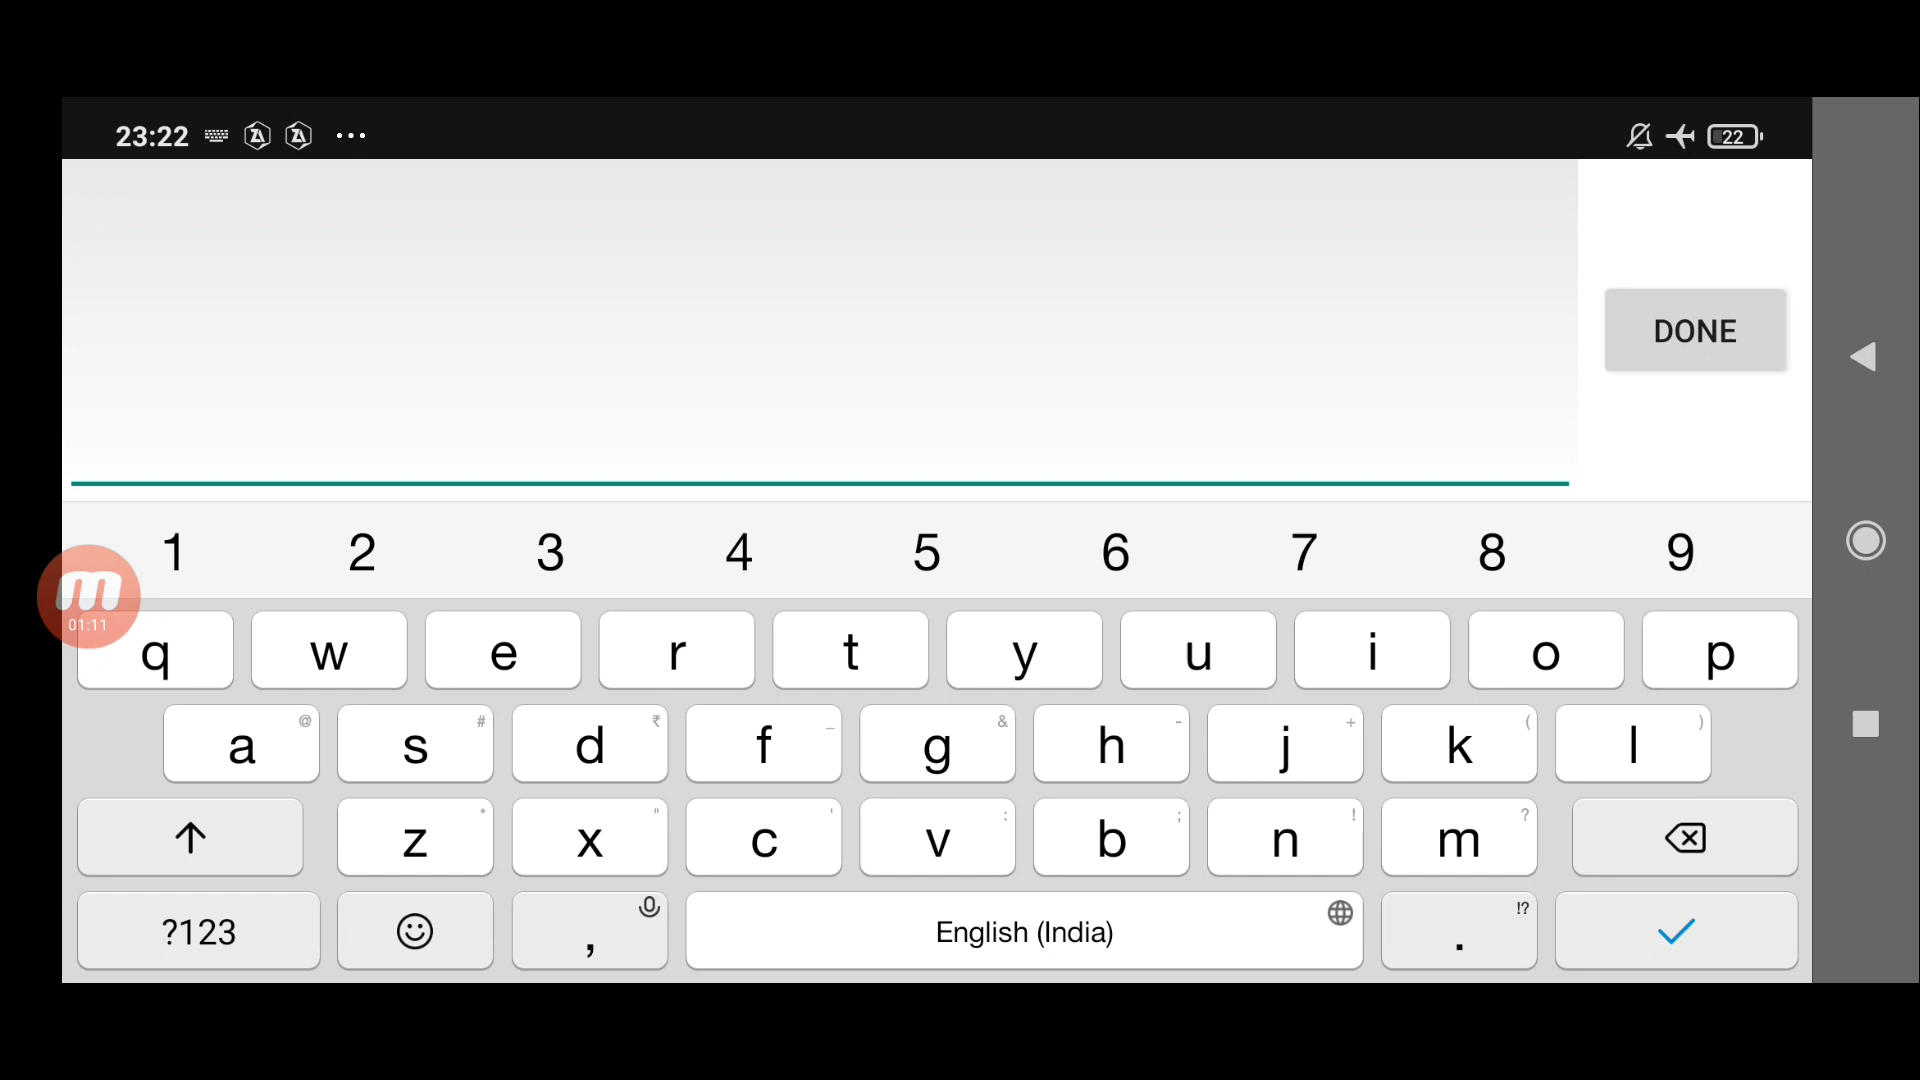 23:22 22
DONE
1 2 3 4 5 6 7 8 9
01:11
q w e r t y u i o p
@ # ₹ _ & - + ( )
a s d f g h j k l
* " ' : ; ! ?
z x c v b n m
!?
?123 , English (India) .